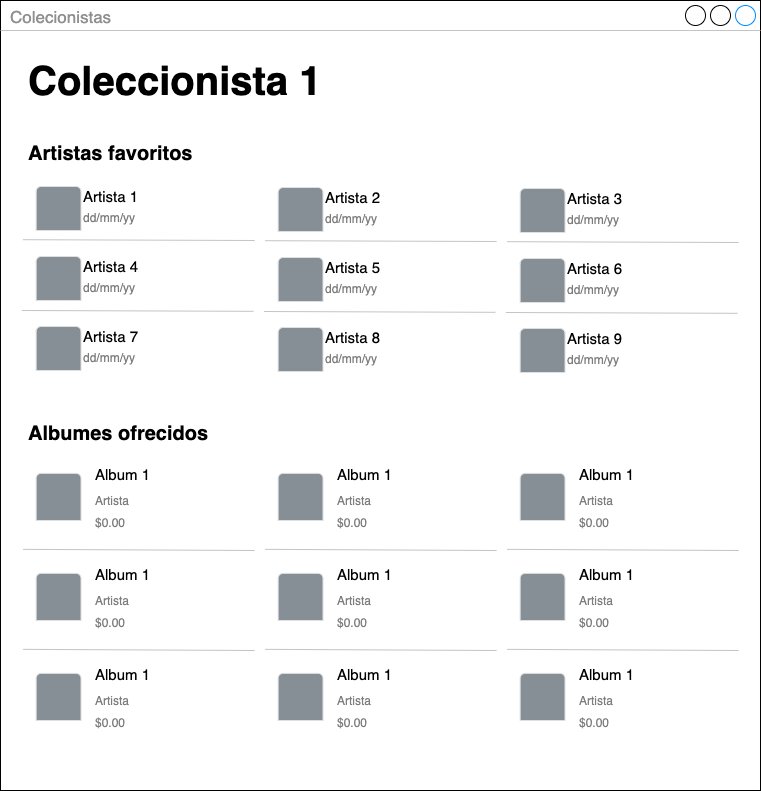 Colecionistas
Coleccionista 1
Artistas favoritos
Artista 1
dd/mm/yy
Artista 2
dd/mm/yy
Artista 3
dd/mm/yy
Artista 4
dd/mm/yy
Artista 5
dd/mm/yy
Artista 6
dd/mm/yy
Artista 7
dd/mm/yy
Artista 8
dd/mm/yy
Artista 9
dd/mm/yy
Albumes ofrecidos
Album 1
Artista
$0.00
Album 1
Artista
$0.00
Album 1
Artista
$0.00
Album 1
Artista
$0.00
Album 1
Artista
$0.00
Album 1
Artista
$0.00
Album 1
Artista
$0.00
Album 1
Artista
$0.00
Album 1
Artista
$0.00